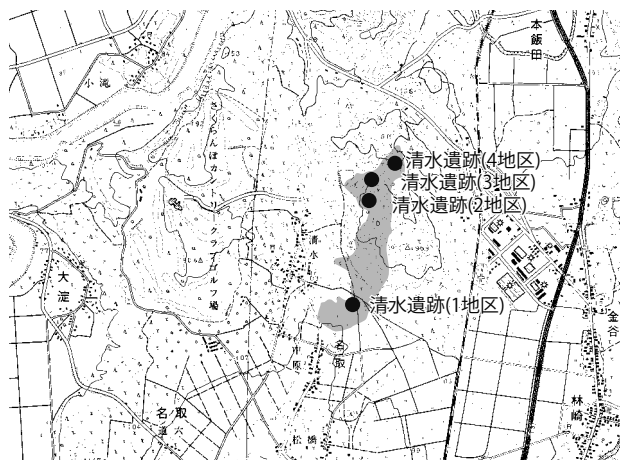 本飯田
小滝
さくらんぼカントリークラブゴルフ場
清水遺跡(4地区)
清水遺跡(3地区)
清水遺跡(2地区)
清水
大淀
清水遺跡(1地区)
金谷
中原
名取
名取
林崎
松橋